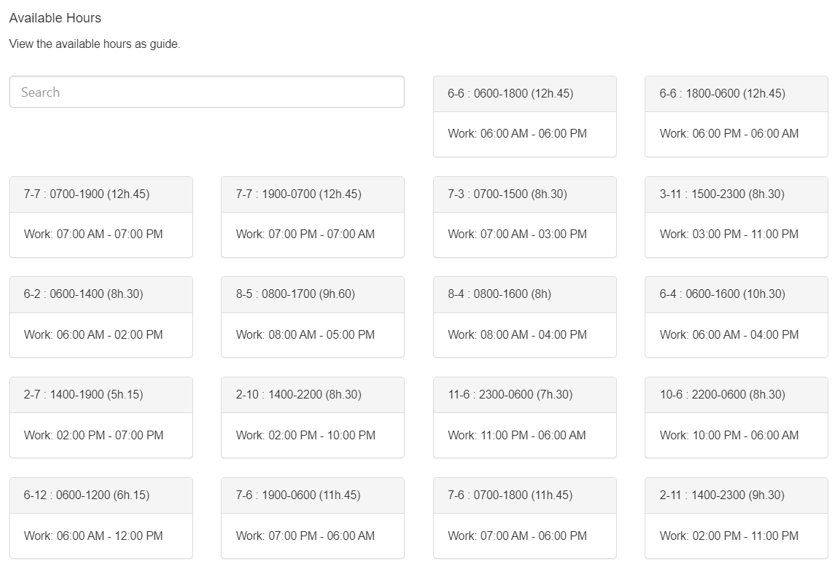 Available Hours
View the available hours as guide.
Search
6-6 : 0600-1800 (12h.45)
Work: 06:00 AM - 06:00 PM
6-6 : 1800-0600 (12h.45)
Work: 06:00 PM - 06:00 AM
7-7 : 0700-1900 (12h.45)
Work: 07:00 AM - 07:00 PM
7-7 : 1900-0700 (12h.45)
Work: 07:00 PM - 07:00 AM
7-3 : 0700-1500 (8h.30)
Work: 07:00 AM - 03:00 PM
3-11 : 1500-2300 (8h.30)
Work: 03:00 PM - 11:00 PM
6-2 : 0600-1400 (8h.30)
Work: 06:00 AM - 02:00 PM
8-5 : 0800-1700 (9h.60)
Work: 08:00 AM - 05:00 PM
8-4 : 0800-1600 (8h)
Work: 08:00 AM - 04:00 PM
6-4 : 0600-1600 (10h.30)
Work: 06:00 AM - 04:00 PM
2-7 : 1400-1900 (5h.15)
Work: 02:00 PM - 07:00 PM
2-10 : 1400-2200 (8h.30)
Work: 02:00 PM - 10:00 PM
11-6 : 2300-0600 (7h.30)
Work: 11:00 PM - 06:00 AM
10-6 : 2200-0600 (8h.30)
Work: 10:00 PM - 06:00 AM
6-12 : 0600-1200 (6h.15)
Work: 06:00 AM - 12:00 PM
7-6 : 1900-0600 (11h.45)
Work: 07:00 PM - 06:00 AM
7-6 : 0700-1800 (11h.45)
Work: 07:00 AM - 06:00 PM
2-11 : 1400-2300 (9h.30)
Work: 02:00 PM - 11:00 PM